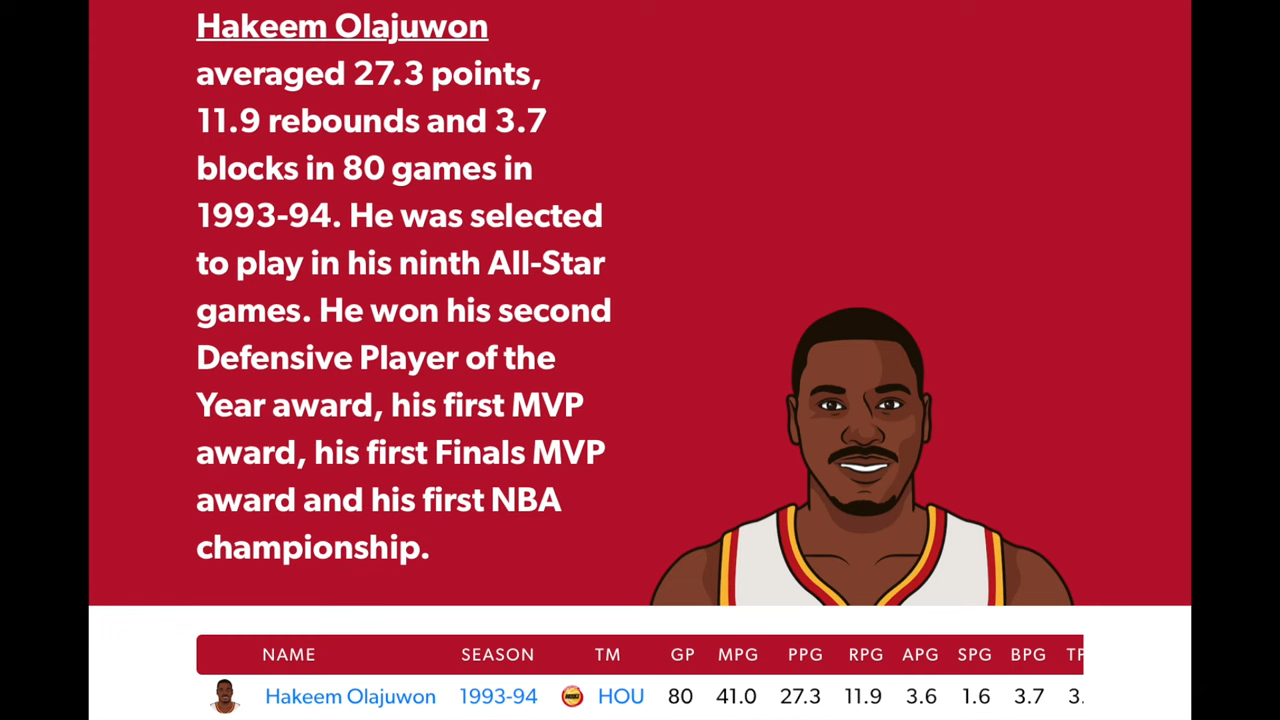 Hakeem Olajuwon
averaged 27.3 points,
11.9 rebounds and 3.7
blocks in 80 games in
1993-94. He was selected
to play in his ninth All-Star
games. He won his second
Defensive Player of the
Year award, his first MVP
award, his first Finals MVP
award and his first NBA
championship.
NAME SEASON TM GP MPG PPG RPG APG SPG BPG
Hakeem Olajuwon 1993-94 HOU 80 41.0 27.3 11.9 3.6 1.6 3.7